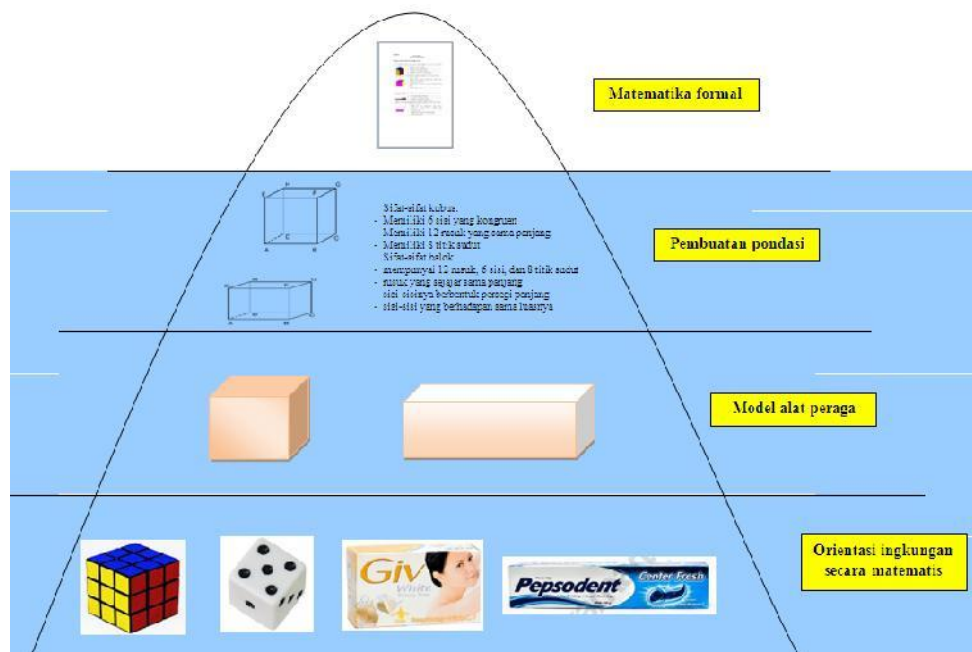 Matematika formal
Sifat-sifat kubus:
- Memiliki 6 sisi yang kongruen
- Memiliki 12 rusuk yang sama panjang
- Memiliki 8 titik sudut
Sifat-sifat balok
- mempunyai 12 rusuk, 6 sisi, dan 8 titik sudut
- rusuk yang sejajar sama panjang
- sisi-sisinya berbentuk persegi panjang
- sisi-sisi yang berhadapan sama luasnya
Pembuatan pondasi
Model alat peraga
Orientasi ingkungan
secara matematis
Giv
White
Pepsodent
Center Fresh